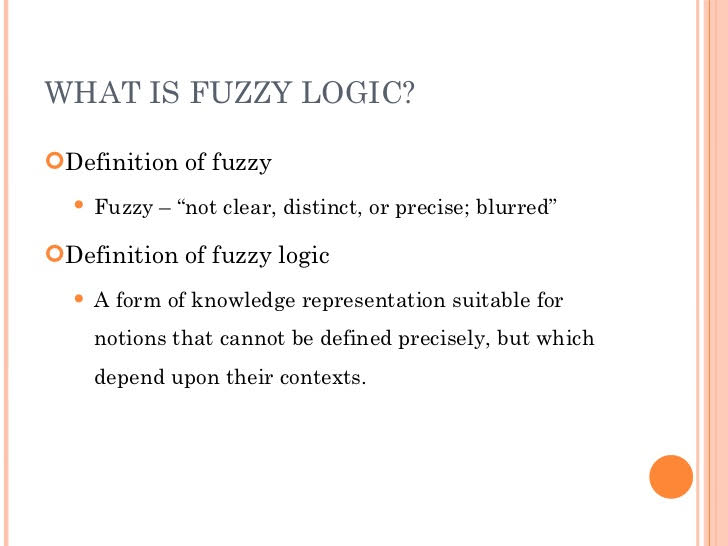 WHAT IS FUZZY LOGIC?
Definition of fuzzy
Fuzzy – “not clear, distinct, or precise; blurred”
Definition of fuzzy logic
A form of knowledge representation suitable for
notions that cannot be defined precisely, but which
depend upon their contexts.